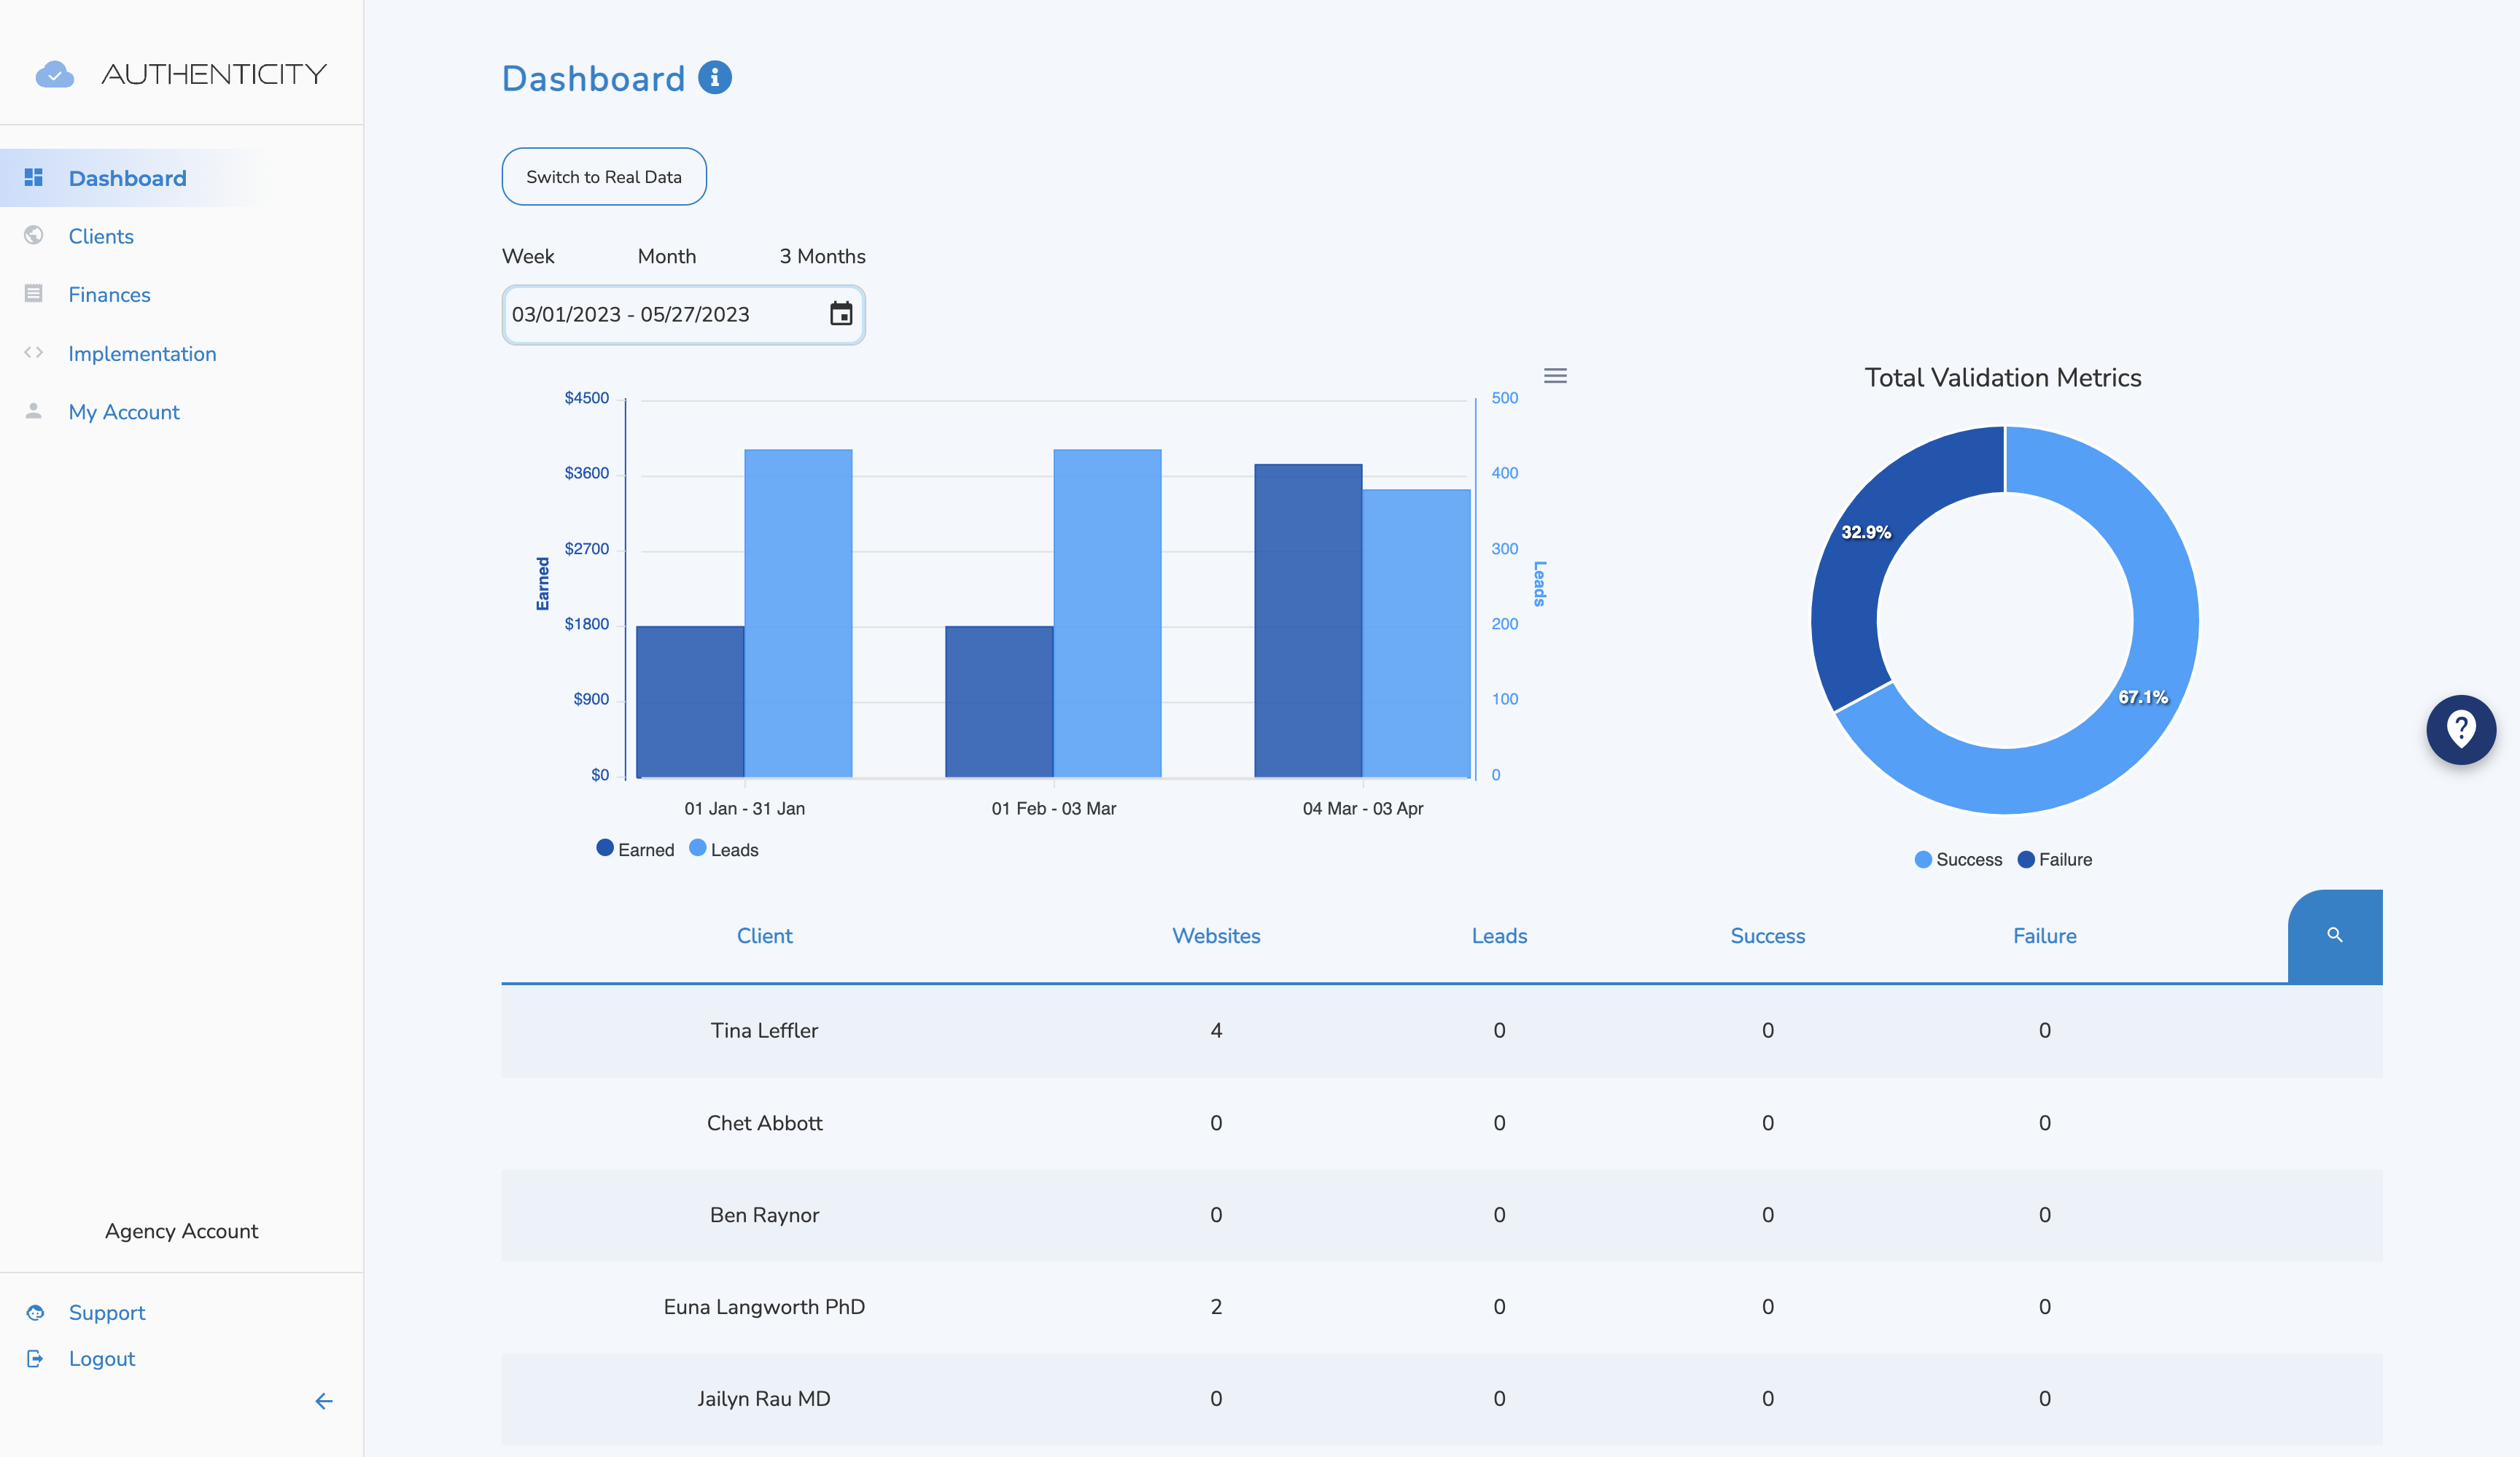 AUTHENTICITY
Dashboard
Clients
Finances
Implementation
My Account
Agency Account
Support
Logout
Dashboard
Switch to Real Data
Week Month 3 Months
03/01/2023 - 05/27/2023
$4500
$3600
$2700
$1800
$900
$0
Earned
500
400
300
200
100
0
Leads
01 Jan - 31 Jan 01 Feb - 03 Mar 04 Mar - 03 Apr
Earned Leads
Total Validation Metrics
32.9%
67.1%
Success Failure
Client Websites Leads Success Failure
Tina Leffler 4 0 0 0
Chet Abbott 0 0 0 0
Ben Raynor 0 0 0 0
Euna Langworth PhD 2 0 0 0
Jailyn Rau MD 0 0 0 0